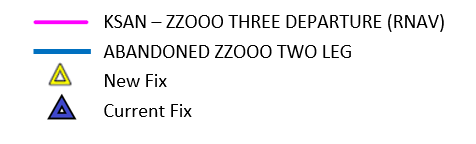 KSAN – ZZOOO THREE DEPARTURE (RNAV)
ABANDONED ZZOOO TWO LEG
New Fix
Current Fix